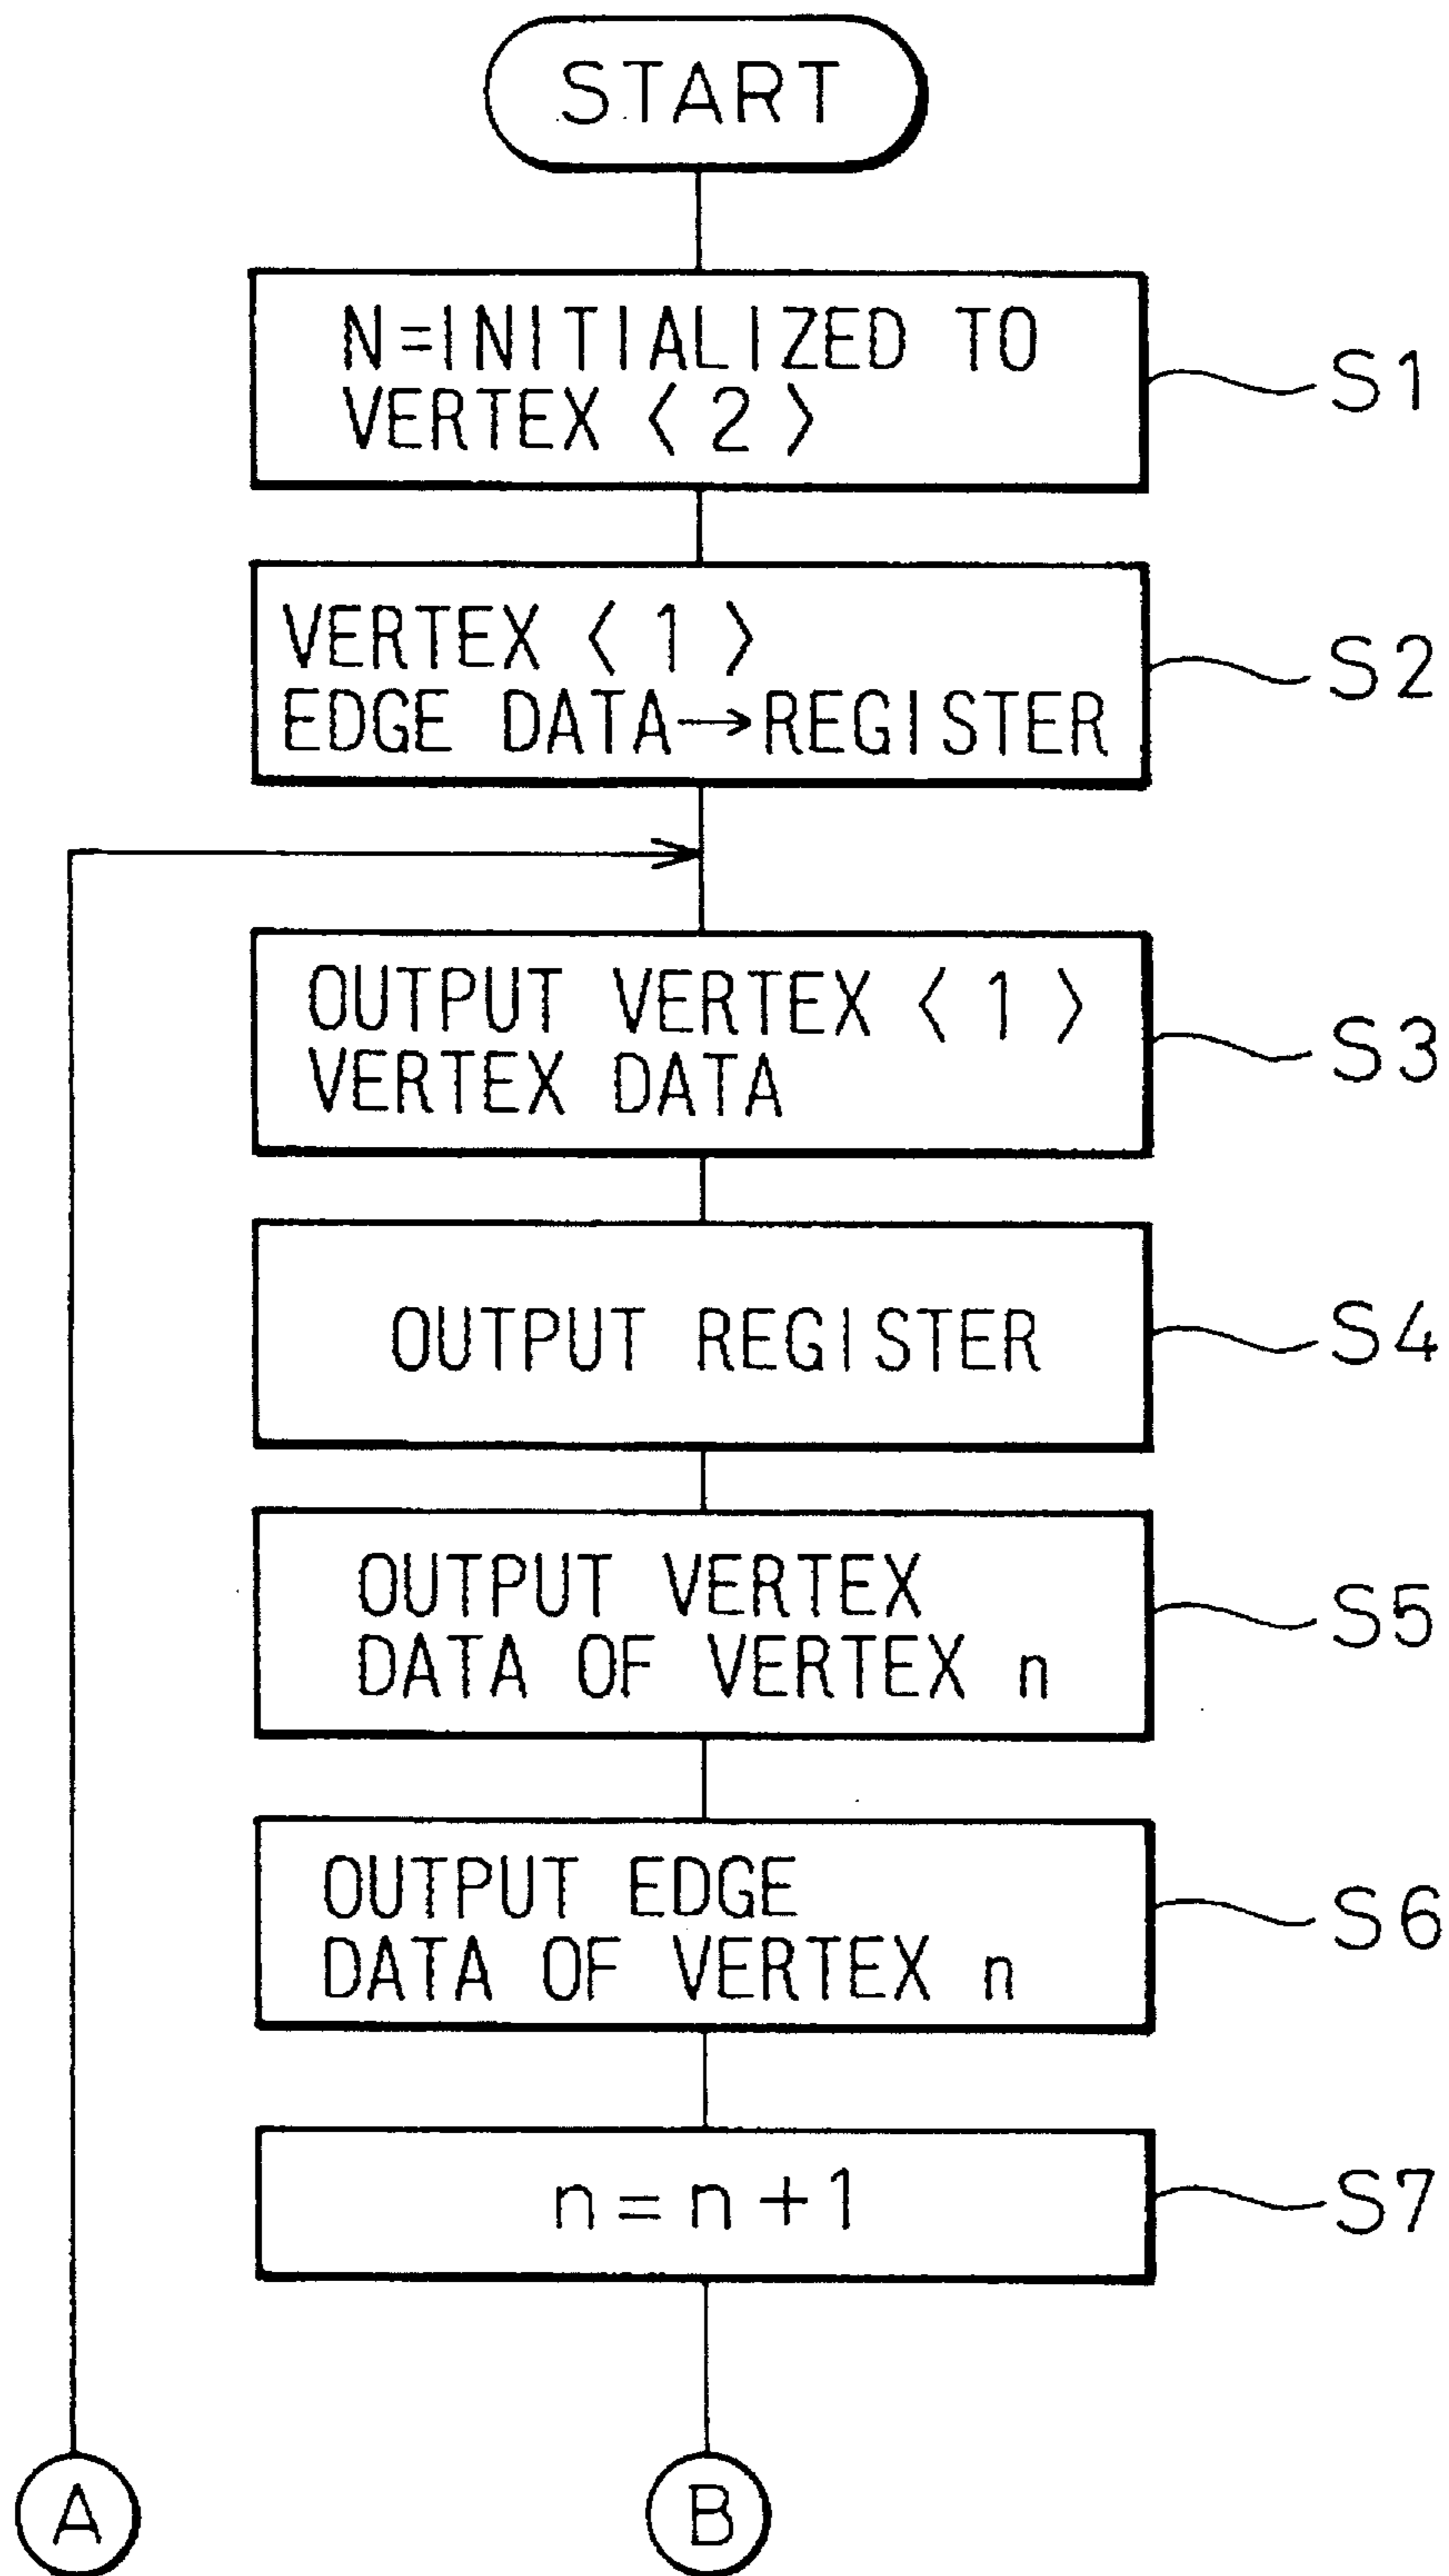 START
N=INITIALIZED TO
VERTEX 〈 2 〉
S1
VERTEX 〈 1 〉
EDGE DATA→REGISTER
S2
OUTPUT VERTEX 〈 1 〉
VERTEX DATA
S3
OUTPUT REGISTER
S4
OUTPUT VERTEX
DATA OF VERTEX n
S5
OUTPUT EDGE
DATA OF VERTEX n
S6
n=n+1
S7
A
B